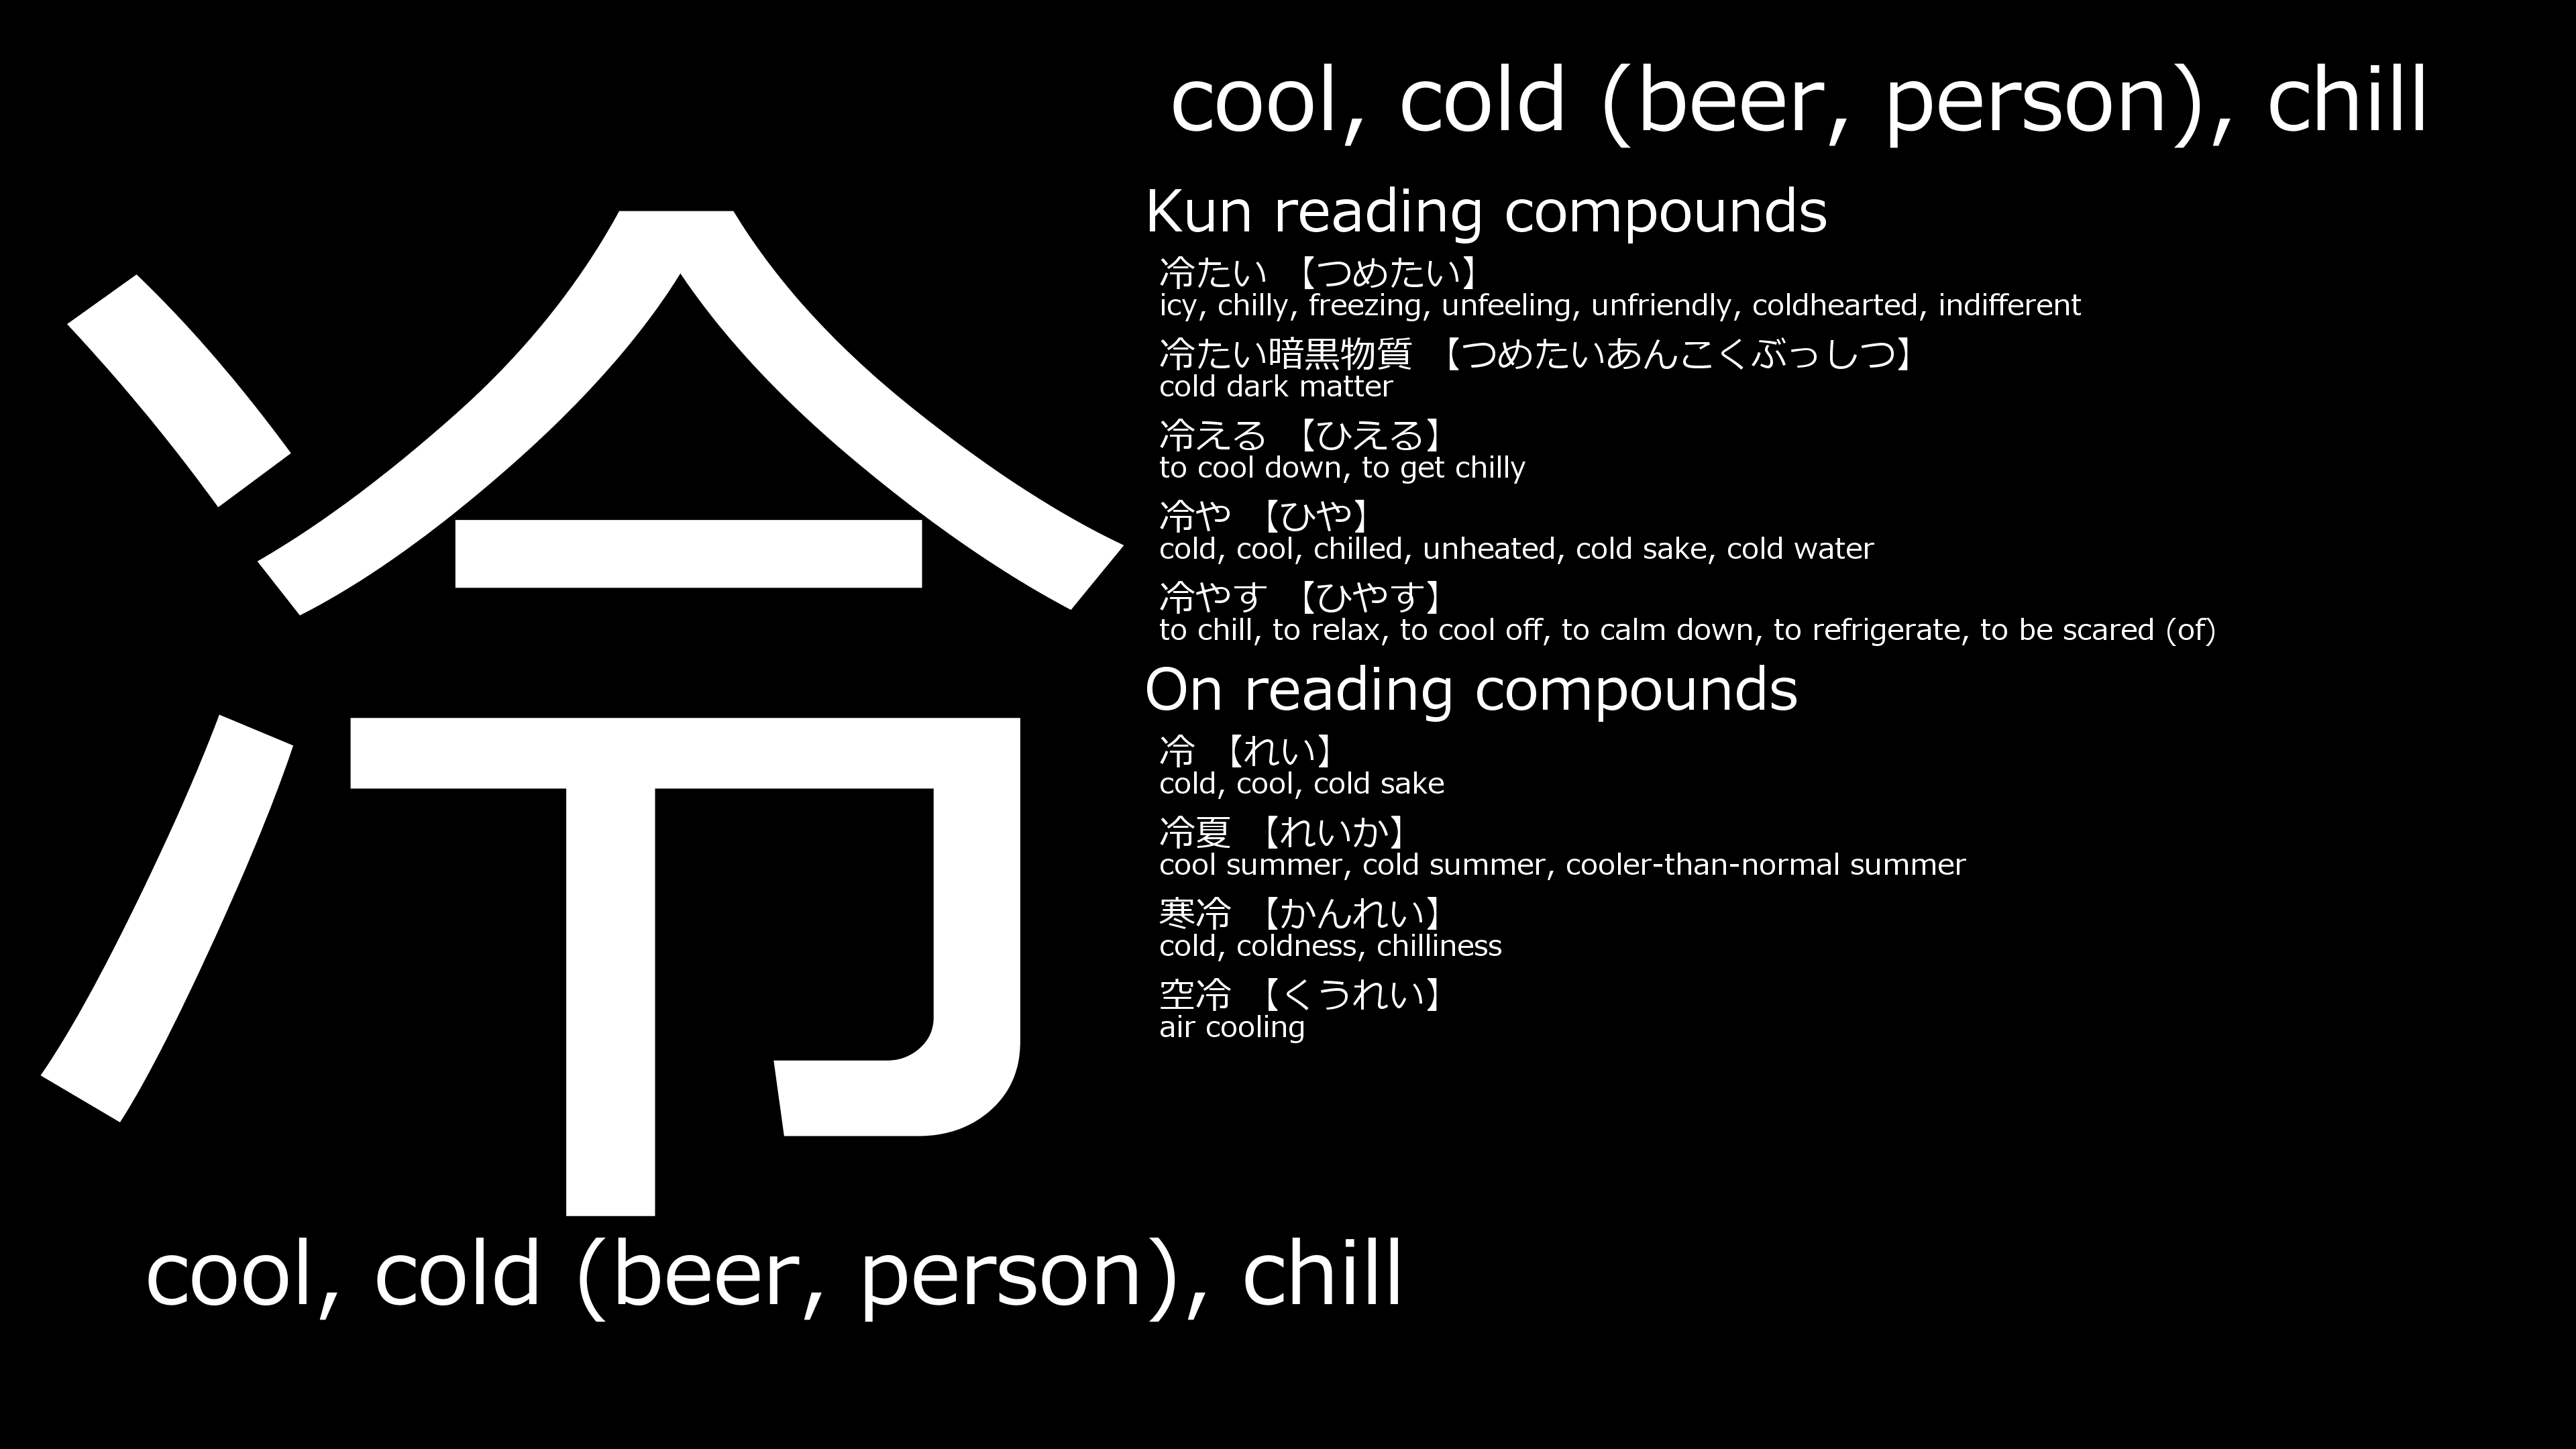 冷
cool, cold (beer, person), chill
cool, cold (beer, person), chill
Kun reading compounds
冷たい 【つめたい】
icy, chilly, freezing, unfeeling, unfriendly, coldhearted, indifferent
冷たい暗黒物質 【つめたいあんこくぶっしつ】
cold dark matter
冷える 【ひえる】
to cool down, to get chilly
冷や 【ひや】
cold, cool, chilled, unheated, cold sake, cold water
冷やす 【ひやす】
to chill, to relax, to cool off, to calm down, to refrigerate, to be scared (of)
On reading compounds
冷 【れい】
cold, cool, cold sake
冷夏 【れいか】
cool summer, cold summer, cooler-than-normal summer
寒冷 【かんれい】
cold, coldness, chilliness
空冷 【くうれい】
air cooling